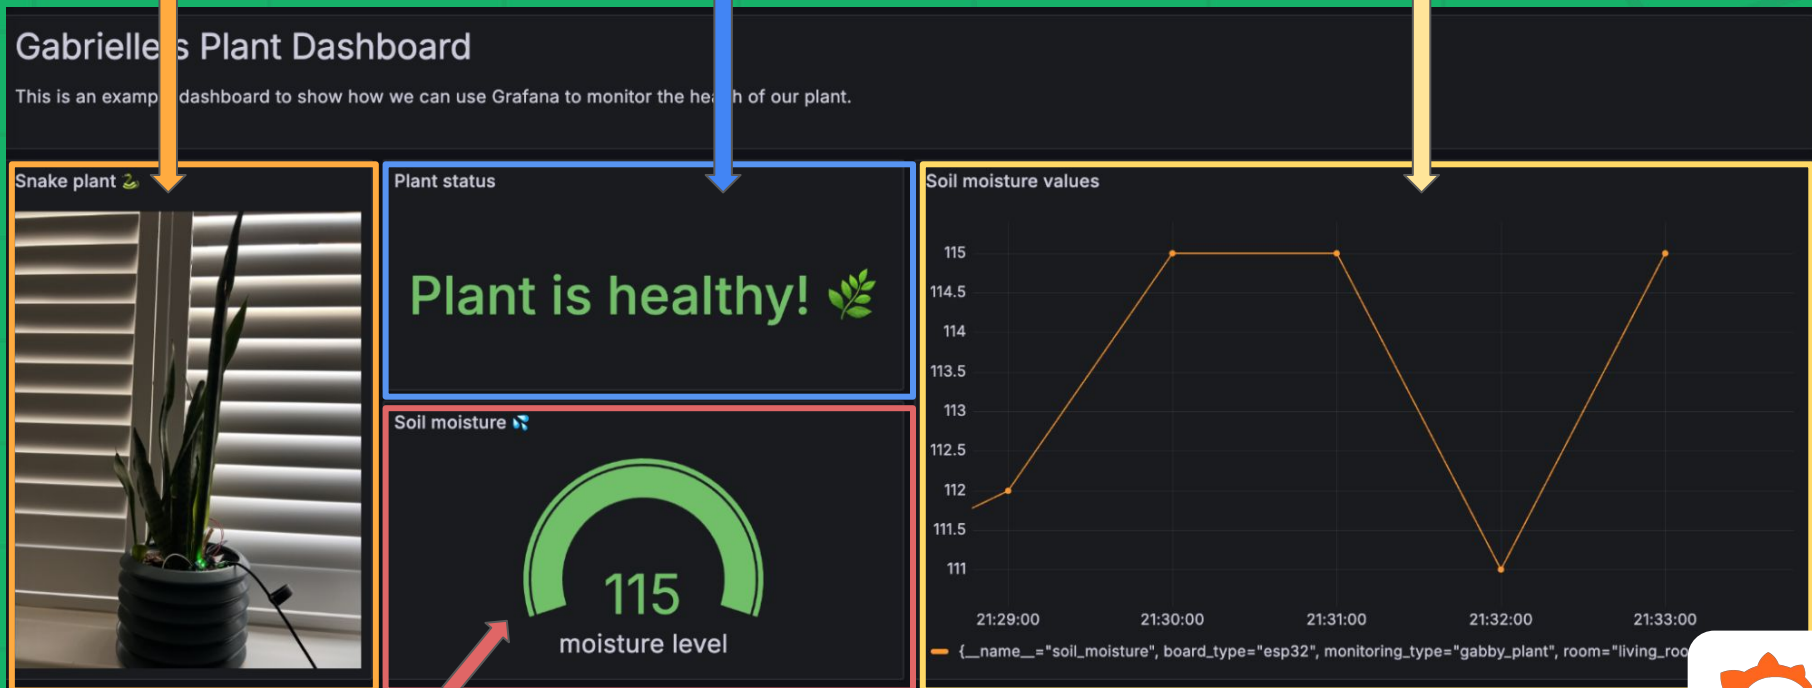 Gabrielle s Plant Dashboard
This is an examp dashboard to show how we can use Grafana to monitor the hea h of our plant.
Snake plant 🐍
Plant status
Plant is healthy! 🌿
Soil moisture 💦
115
moisture level
Soil moisture values
115
114.5
114
113.5
113
112.5
112
111.5
111
21:29:00 21:30:00 21:31:00 21:32:00 21:33:00
{__name__="soil_moisture", board_type="esp32", monitoring_type="gabby_plant", room="living_roo